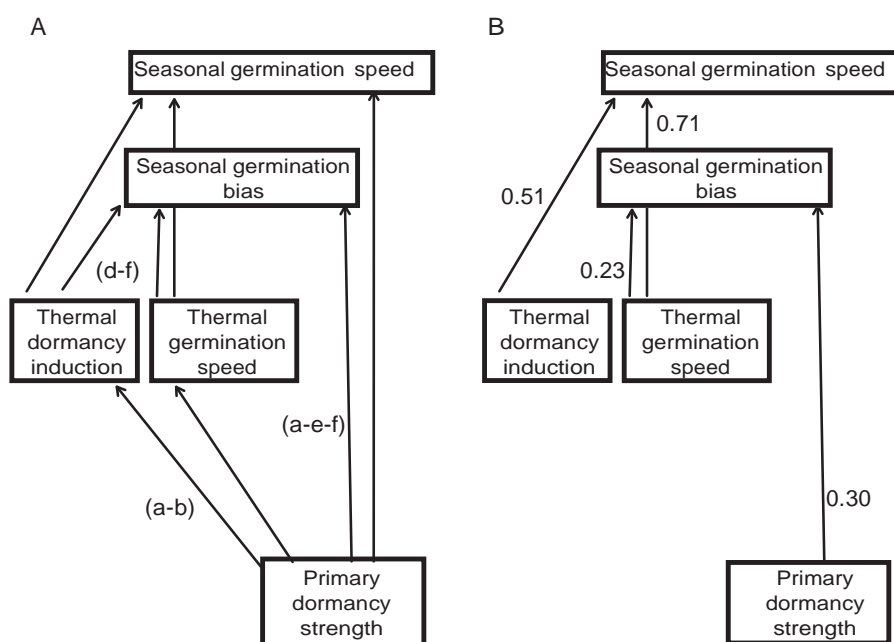 A
Seasonal germination speed
Seasonal germination
bias
(d-f)
Thermal
dormancy
induction
Thermal
germination
speed
(a-e-f)
(a-b)
Primary
dormancy
strength
B
Seasonal germination speed
0.71
Seasonal germination
bias
0.51
0.23
Thermal
dormancy
induction
Thermal
germination
speed
0.30
Primary
dormancy
strength